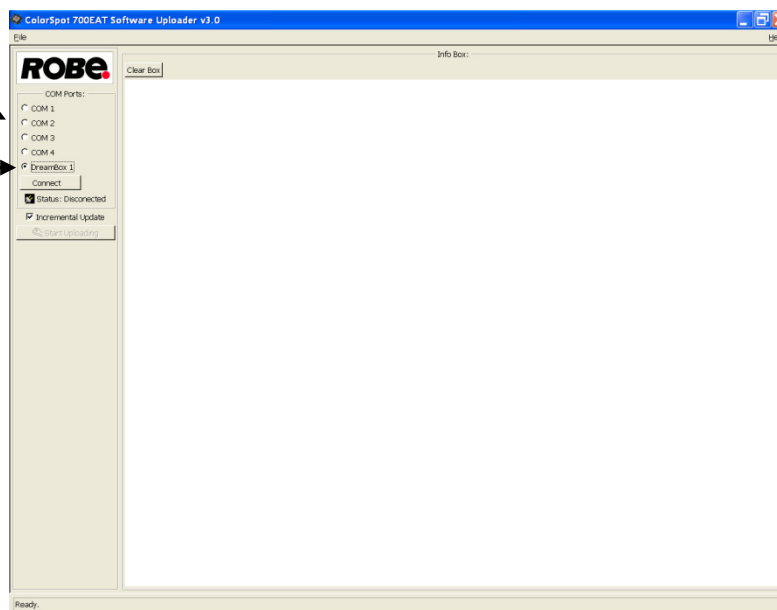 ColorSpot 700EAT Software Uploader v3.0
File
ROBE
COM Ports:
COM 1
COM 2
COM 3
COM 4
DreamBox 1
Connect
Status: Disconected
Incremental Update
Start Uploading
Info Box:
Clear Box
Ready.